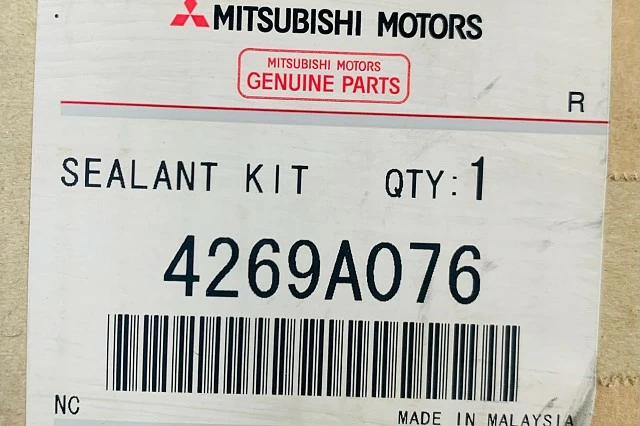 MITSUBISHI MOTORS
MITSUBISHI MOTORS
GENUINE PARTS
R
SEALANT KIT QTY: 1
4269A076
NC MADE IN MALAYSIA